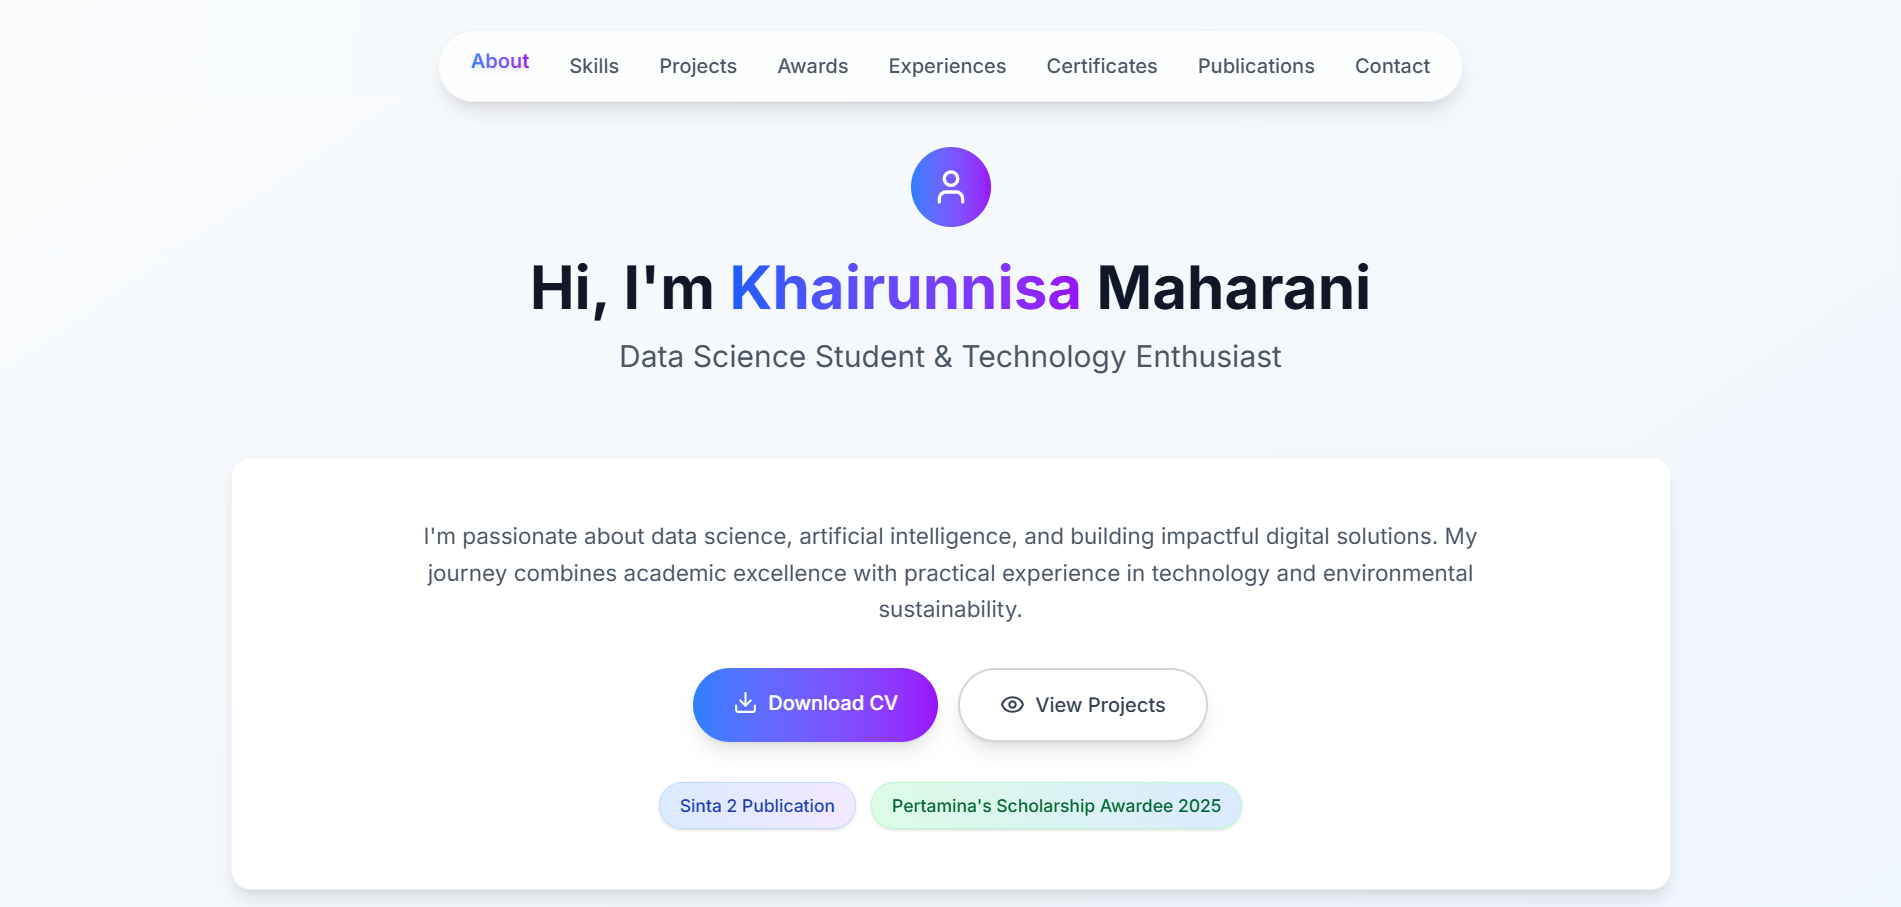 About Skills Projects Awards Experiences Certificates Publications Contact
Hi, I'm Khairunnisa Maharani
Data Science Student & Technology Enthusiast
I'm passionate about data science, artificial intelligence, and building impactful digital solutions. My
journey combines academic excellence with practical experience in technology and environmental
sustainability.
Download CV View Projects
Sinta 2 Publication Pertamina's Scholarship Awardee 2025